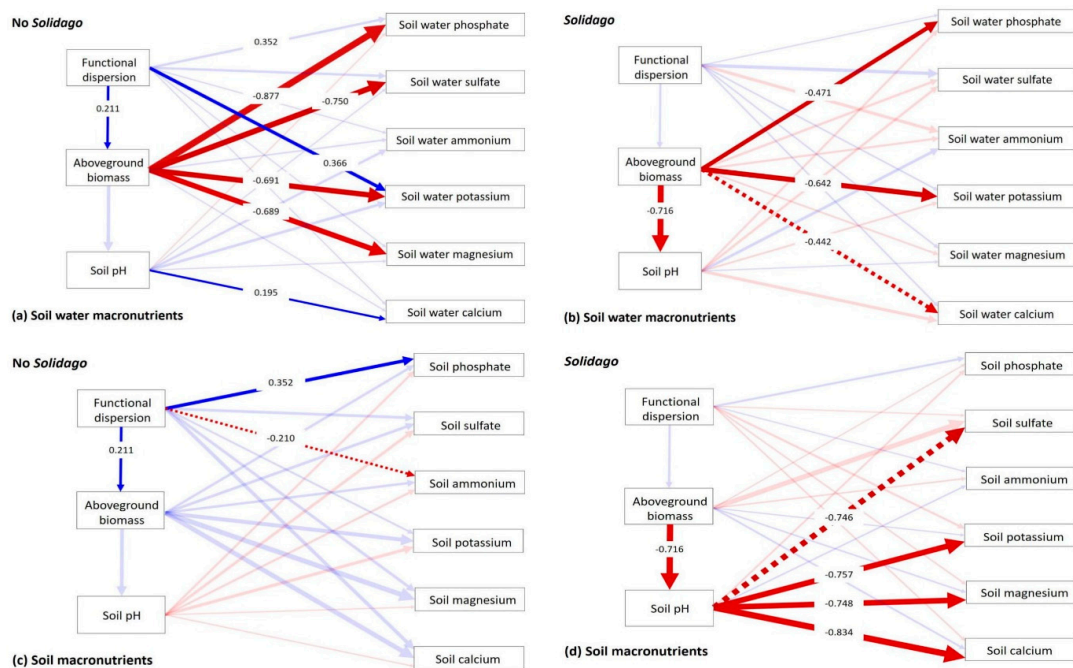 No Solidago
Functional
dispersion
Aboveground
biomass
Soil pH
0.211
0.352
-0.877
-0.750
0.366
-0.691
-0.689
0.195
Soil water phosphate
Soil water sulfate
Soil water ammonium
Soil water potassium
Soil water magnesium
Soil water calcium
(a) Soil water macronutrients
Solidago
Functional
dispersion
Aboveground
biomass
Soil pH
-0.716
-0.471
-0.642
-0.442
Soil water phosphate
Soil water sulfate
Soil water ammonium
Soil water potassium
Soil water magnesium
Soil water calcium
(b) Soil water macronutrients
No Solidago
Functional
dispersion
Aboveground
biomass
Soil pH
0.211
0.352
-0.210
Soil phosphate
Soil sulfate
Soil ammonium
Soil potassium
Soil magnesium
Soil calcium
(c) Soil macronutrients
Solidago
Functional
dispersion
Aboveground
biomass
Soil pH
-0.716
-0.746
-0.757
-0.748
-0.834
Soil phosphate
Soil sulfate
Soil ammonium
Soil potassium
Soil magnesium
Soil calcium
(d) Soil macronutrients